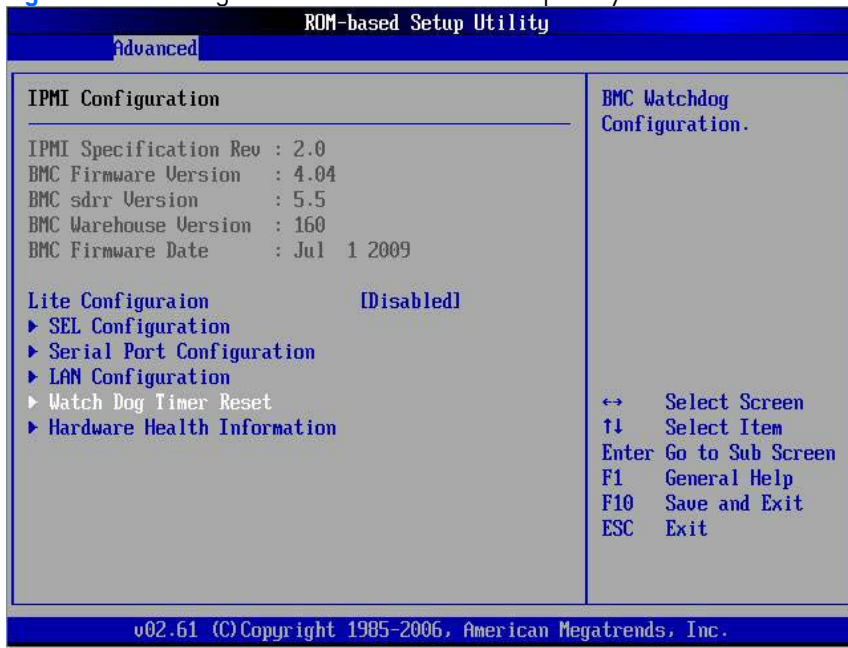 ROM-based Setup Utility
Advanced
IPMI Configuration
IPMI Specification Rev : 2.0
BMC Firmware Version : 4.04
BMC sdrr Version : 5.5
BMC Warehouse Version : 160
BMC Firmware Date : Jul 1 2009
Lite Configuraion [Disabled]
▶ SEL Configuration
▶ Serial Port Configuration
▶ LAN Configuration
▶ Watch Dog Timer Reset
▶ Hardware Health Information
BMC Watchdog
Configuration.
↔ Select Screen
↑↓ Select Item
Enter Go to Sub Screen
F1 General Help
F10 Save and Exit
ESC Exit
v02.61 (C)Copyright 1985-2006, American Megatrends, Inc.